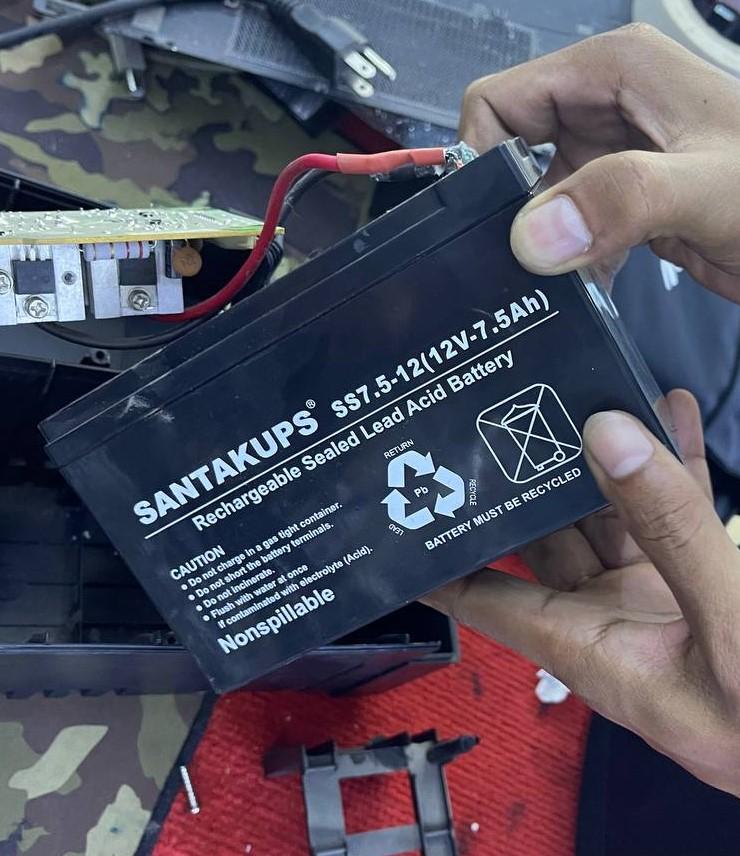 SANTAKUPS® SS7.5-12(12V-7.5Ah)
Rechargeable Sealed Lead Acid Battery
CAUTION
• Do not charge in a gas tight container.
• Do not short the battery terminals.
• Do not incinerate.
• Flush with water at once
If contaminated with electrolyte (Acid).
Nonspillable
RETURN
RECYCLE
LEAD
Pb
BATTERY MUST BE RECYCLED